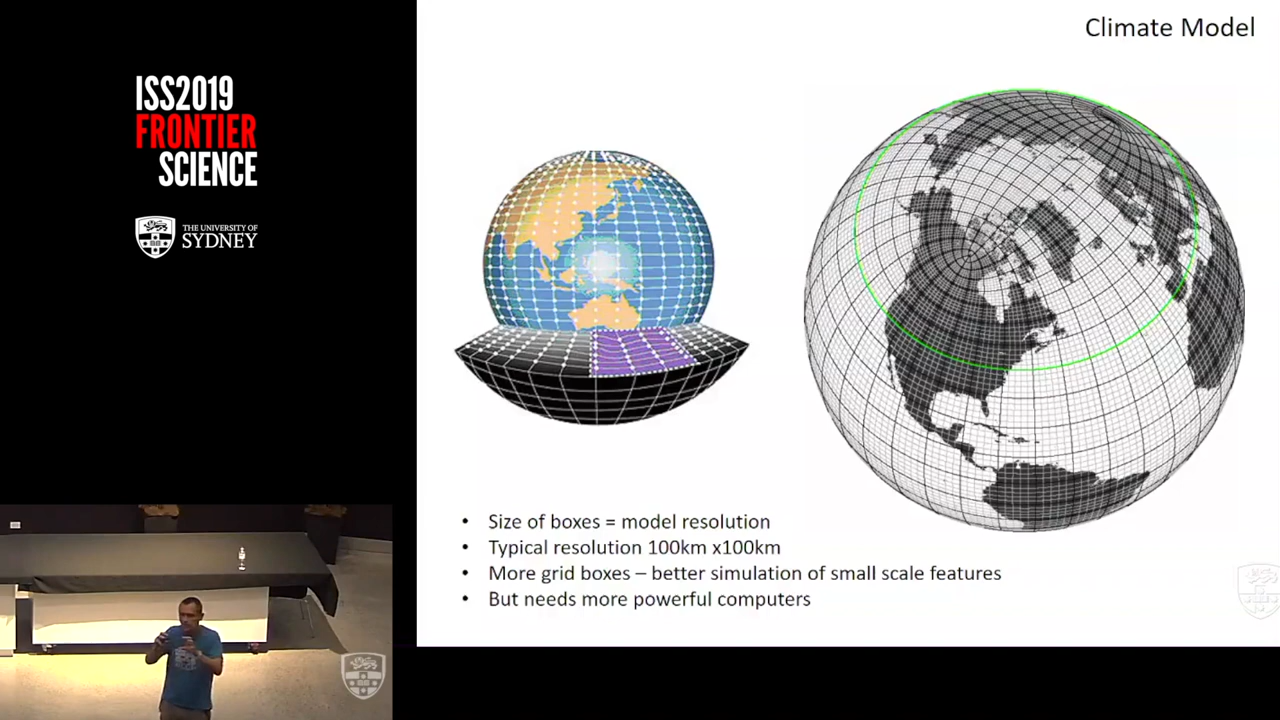 ISS2019
FRONTIER
SCIENCE
THE UNIVERSITY OF
SYDNEY
Climate Model
• Size of boxes = model resolution
• Typical resolution 100km x100km
• More grid boxes – better simulation of small scale features
• But needs more powerful computers